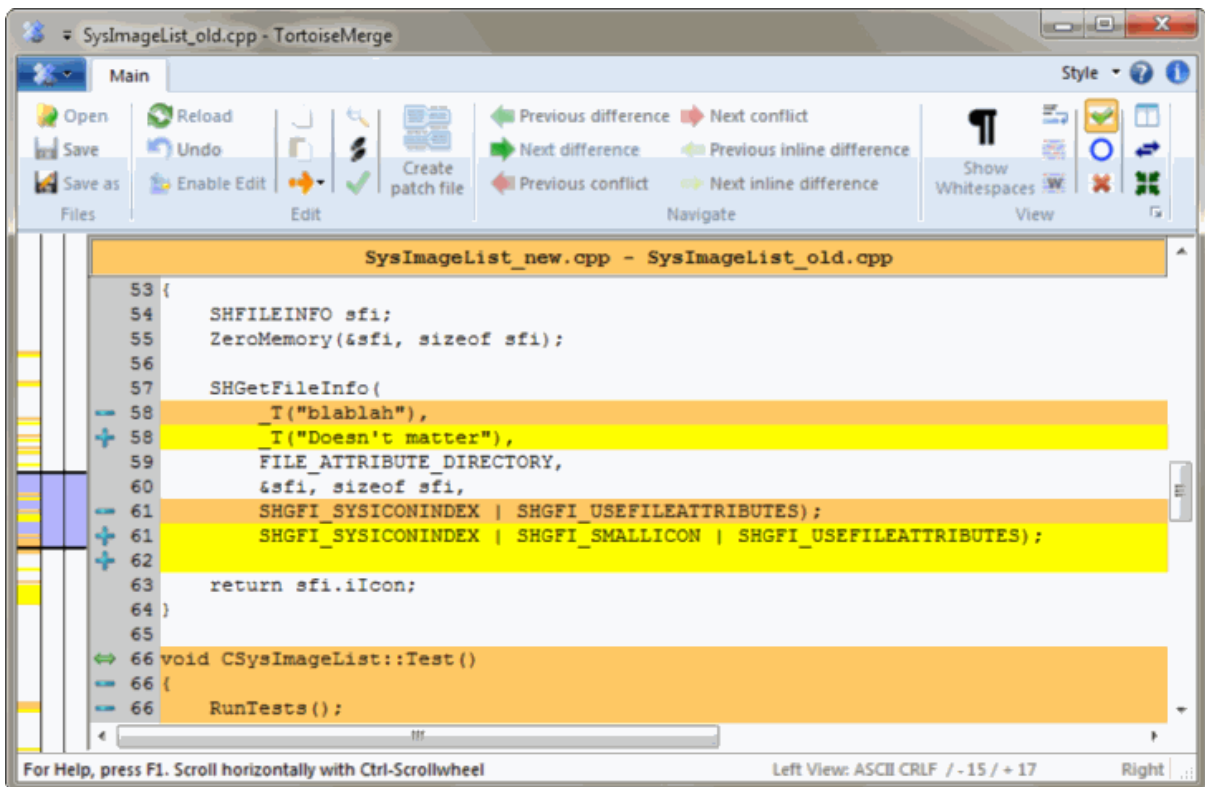 SysImageList_old.cpp - TortoiseMerge
Main
Style
Open
Save
Save as
Files
Reload
Undo
Enable Edit
Create
patch file
Edit
Previous difference
Next conflict
Next difference
Previous inline difference
Previous conflict
Next inline difference
Navigate
Show
Whitespaces
View
SysImageList_new.cpp - SysImageList_old.cpp
53 {
54 SHFILEINFO sfi;
55 ZeroMemory(&sfi, sizeof sfi);
56
57 SHGetFileInfo(
58 _T("blablah"),
58 _T("Doesn't matter"),
59 FILE_ATTRIBUTE_DIRECTORY,
60 &sfi, sizeof sfi,
61 SHGFI_SYSICONINDEX | SHGFI_USEFILEATTRIBUTES);
61 SHGFI_SYSICONINDEX | SHGFI_SMALLICON | SHGFI_USEFILEATTRIBUTES);
62
63 return sfi.iIcon;
64 }
65
66 void CSysImageList::Test()
66 {
66 RunTests();
For Help, press F1. Scroll horizontally with Ctrl-Scrollwheel
Left View: ASCII CRLF / - 15 / + 17
Right